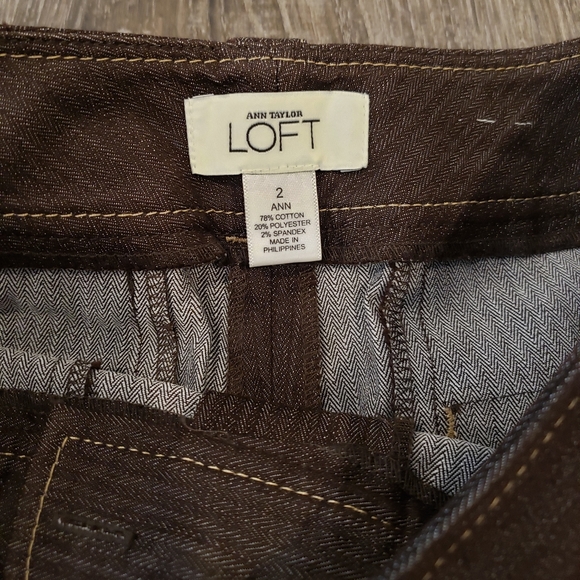 ANN TAYLOR
LOFT
2
ANN
78% COTTON
20% POLYESTER
2% SPANDEX
MADE IN
PHILIPPINES